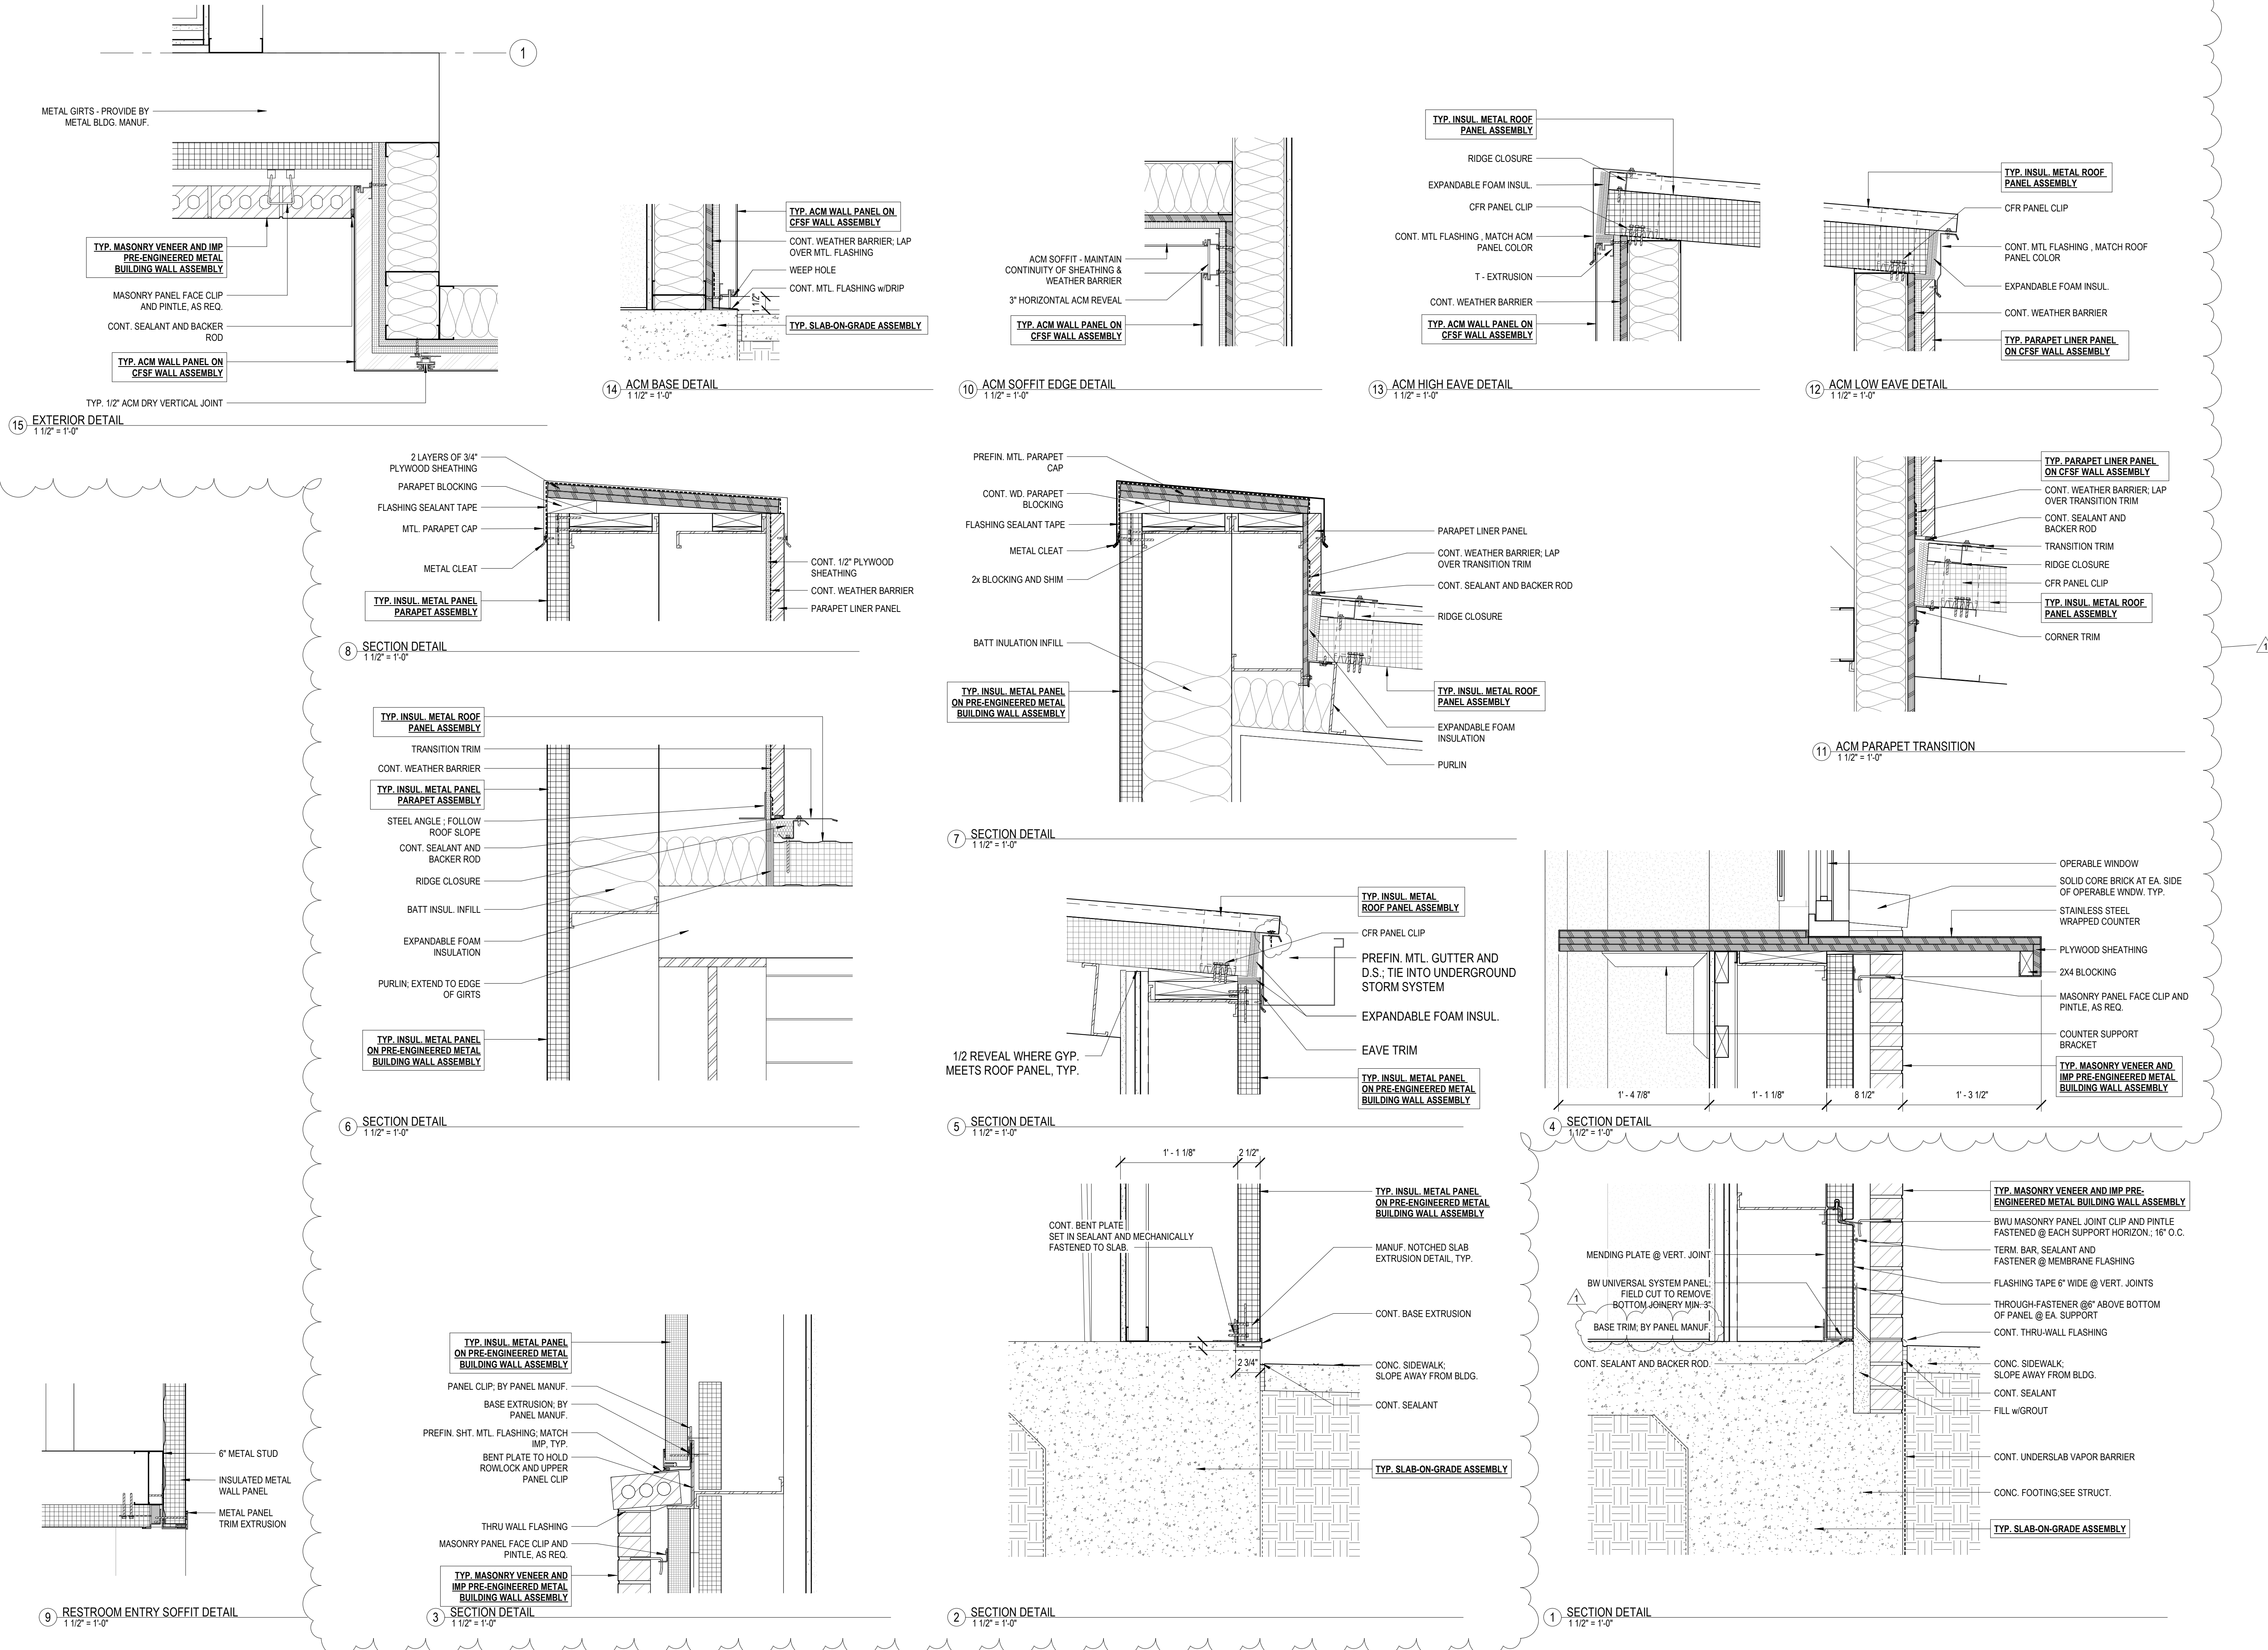 1
METAL GIRTS - PROVIDE BY
METAL BLDG. MANUF.
TYP. MASONRY VENEER AND IMP
PRE-ENGINEERED METAL
BUILDING WALL ASSEMBLY
MASONRY PANEL FACE CLIP
AND PINTLE, AS REQ.
CONT. SEALANT AND BACKER
ROD
TYP. ACM WALL PANEL ON
CFSF WALL ASSEMBLY
TYP. 1/2" ACM DRY VERTICAL JOINT
15 EXTERIOR DETAIL
1 1/2" = 1'-0"
TYP. ACM WALL PANEL ON
CFSF WALL ASSEMBLY
CONT. WEATHER BARRIER; LAP
OVER MTL. FLASHING
WEEP HOLE
CONT. MTL. FLASHING w/DRIP
1 1/2"
TYP. SLAB-ON-GRADE ASSEMBLY
14 ACM BASE DETAIL
1 1/2" = 1'-0"
ACM SOFFIT - MAINTAIN
CONTINUITY OF SHEATHING &
WEATHER BARRIER
3" HORIZONTAL ACM REVEAL
TYP. ACM WALL PANEL ON
CFSF WALL ASSEMBLY
10 ACM SOFFIT EDGE DETAIL
1 1/2" = 1'-0"
TYP. INSUL. METAL ROOF
PANEL ASSEMBLY
RIDGE CLOSURE
EXPANDABLE FOAM INSUL.
CFR PANEL CLIP
CONT. MTL FLASHING , MATCH ACM
PANEL COLOR
T - EXTRUSION
CONT. WEATHER BARRIER
TYP. ACM WALL PANEL ON
CFSF WALL ASSEMBLY
13 ACM HIGH EAVE DETAIL
1 1/2" = 1'-0"
TYP. INSUL. METAL ROOF
PANEL ASSEMBLY
CFR PANEL CLIP
CONT. MTL FLASHING , MATCH ROOF
PANEL COLOR
EXPANDABLE FOAM INSUL.
CONT. WEATHER BARRIER
TYP. PARAPET LINER PANEL
ON CFSF WALL ASSEMBLY
12 ACM LOW EAVE DETAIL
1 1/2" = 1'-0"
2 LAYERS OF 3/4"
PLYWOOD SHEATHING
PARAPET BLOCKING
FLASHING SEALANT TAPE
MTL. PARAPET CAP
METAL CLEAT
TYP. INSUL. METAL PANEL
PARAPET ASSEMBLY
CONT. 1/2" PLYWOOD
SHEATHING
CONT. WEATHER BARRIER
PARAPET LINER PANEL
8 SECTION DETAIL
1 1/2" = 1'-0"
PREFIN. MTL. PARAPET
CAP
CONT. WD. PARAPET
BLOCKING
FLASHING SEALANT TAPE
METAL CLEAT
2x BLOCKING AND SHIM
BATT INULATION INFILL
TYP. INSUL. METAL PANEL
ON PRE-ENGINEERED METAL
BUILDING WALL ASSEMBLY
PARAPET LINER PANEL
CONT. WEATHER BARRIER; LAP
OVER TRANSITION TRIM
CONT. SEALANT AND BACKER ROD
RIDGE CLOSURE
TYP. INSUL. METAL ROOF
PANEL ASSEMBLY
EXPANDABLE FOAM
INSULATION
PURLIN
7 SECTION DETAIL
1 1/2" = 1'-0"
TYP. PARAPET LINER PANEL
ON CFSF WALL ASSEMBLY
CONT. WEATHER BARRIER; LAP
OVER TRANSITION TRIM
CONT. SEALANT AND
BACKER ROD
TRANSITION TRIM
RIDGE CLOSURE
CFR PANEL CLIP
TYP. INSUL. METAL ROOF
PANEL ASSEMBLY
CORNER TRIM
11 ACM PARAPET TRANSITION
1 1/2" = 1'-0"
1
TYP. INSUL. METAL ROOF
PANEL ASSEMBLY
TRANSITION TRIM
CONT. WEATHER BARRIER
TYP. INSUL. METAL PANEL
PARAPET ASSEMBLY
STEEL ANGLE ; FOLLOW
ROOF SLOPE
CONT. SEALANT AND
BACKER ROD
RIDGE CLOSURE
BATT INSUL. INFILL
EXPANDABLE FOAM
INSULATION
PURLIN; EXTEND TO EDGE
OF GIRTS
TYP. INSUL. METAL PANEL
ON PRE-ENGINEERED METAL
BUILDING WALL ASSEMBLY
6 SECTION DETAIL
1 1/2" = 1'-0"
TYP. INSUL. METAL
ROOF PANEL ASSEMBLY
CFR PANEL CLIP
PREFIN. MTL. GUTTER AND
D.S.; TIE INTO UNDERGROUND
STORM SYSTEM
EXPANDABLE FOAM INSUL.
EAVE TRIM
1/2 REVEAL WHERE GYP.
MEETS ROOF PANEL, TYP.
TYP. INSUL. METAL PANEL
ON PRE-ENGINEERED METAL
BUILDING WALL ASSEMBLY
5 SECTION DETAIL
1 1/2" = 1'-0"
OPERABLE WINDOW
SOLID CORE BRICK AT EA. SIDE
OF OPERABLE WNDW. TYP.
STAINLESS STEEL
WRAPPED COUNTER
PLYWOOD SHEATHING
2X4 BLOCKING
MASONRY PANEL FACE CLIP AND
PINTLE, AS REQ.
COUNTER SUPPORT
BRACKET
TYP. MASONRY VENEER AND
IMP PRE-ENGINEERED METAL
BUILDING WALL ASSEMBLY
1' - 4 7/8" 1' - 1 1/8" 8 1/2" 1' - 3 1/2"
4 SECTION DETAIL
1 1/2" = 1'-0"
6" METAL STUD
INSULATED METAL
WALL PANEL
METAL PANEL
TRIM EXTRUSION
9 RESTROOM ENTRY SOFFIT DETAIL
1 1/2" = 1'-0"
TYP. INSUL. METAL PANEL
ON PRE-ENGINEERED METAL
BUILDING WALL ASSEMBLY
PANEL CLIP; BY PANEL MANUF.
BASE EXTRUSION; BY
PANEL MANUF.
PREFIN. SHT. MTL. FLASHING; MATCH
IMP, TYP.
BENT PLATE TO HOLD
ROWLOCK AND UPPER
PANEL CLIP
THRU WALL FLASHING
MASONRY PANEL FACE CLIP AND
PINTLE, AS REQ.
TYP. MASONRY VENEER AND
IMP PRE-ENGINEERED METAL
BUILDING WALL ASSEMBLY
3 SECTION DETAIL
1 1/2" = 1'-0"
1' - 1 1/8" 2 1/2"
CONT. BENT PLATE
SET IN SEALANT AND MECHANICALLY
FASTENED TO SLAB.
TYP. INSUL. METAL PANEL
ON PRE-ENGINEERED METAL
BUILDING WALL ASSEMBLY
MANUF. NOTCHED SLAB
EXTRUSION DETAIL, TYP.
CONT. BASE EXTRUSION
1"
2 3/4"
CONC. SIDEWALK;
SLOPE AWAY FROM BLDG.
CONT. SEALANT
TYP. SLAB-ON-GRADE ASSEMBLY
2 SECTION DETAIL
1 1/2" = 1'-0"
MENDING PLATE @ VERT. JOINT
BW UNIVERSAL SYSTEM PANEL;
FIELD CUT TO REMOVE
BOTTOM JOINERY MIN. 3"
1
BASE TRIM; BY PANEL MANUF.
CONT. SEALANT AND BACKER ROD.
TYP. MASONRY VENEER AND IMP PRE-
ENGINEERED METAL BUILDING WALL ASSEMBLY
BWU MASONRY PANEL JOINT CLIP AND PINTLE
FASTENED @ EACH SUPPORT HORIZON.; 16" O.C.
TERM. BAR, SEALANT AND
FASTENER @ MEMBRANE FLASHING
FLASHING TAPE 6" WIDE @ VERT. JOINTS
THROUGH-FASTENER @6" ABOVE BOTTOM
OF PANEL @ EA. SUPPORT
CONT. THRU-WALL FLASHING
CONC. SIDEWALK;
SLOPE AWAY FROM BLDG.
CONT. SEALANT
FILL w/GROUT
CONT. UNDERSLAB VAPOR BARRIER
CONC. FOOTING;SEE STRUCT.
TYP. SLAB-ON-GRADE ASSEMBLY
1 SECTION DETAIL
1 1/2" = 1'-0"